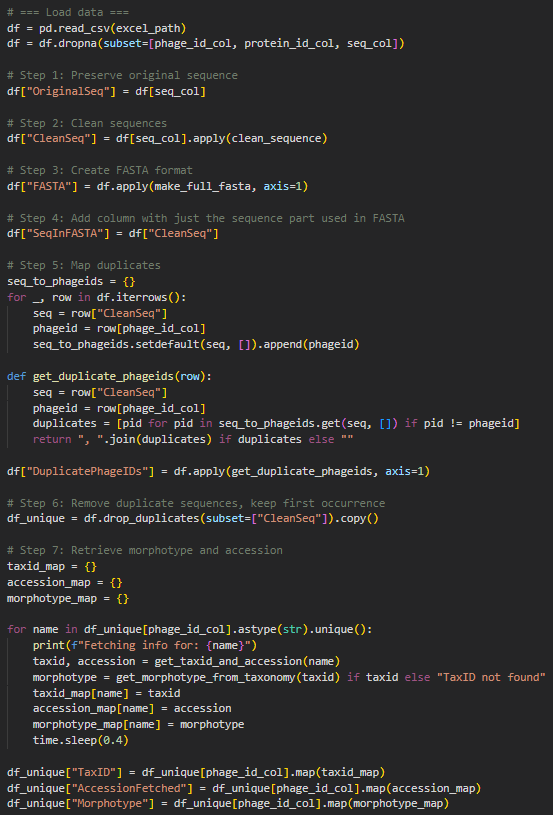 # === Load data ===
df = pd.read_csv(excel_path)
df = df.dropna(subset=[phage_id_col, protein_id_col, seq_col])

# Step 1: Preserve original sequence
df["OriginalSeq"] = df[seq_col]

# Step 2: Clean sequences
df["CleanSeq"] = df[seq_col].apply(clean_sequence)

# Step 3: Create FASTA format
df["FASTA"] = df.apply(make_full_fasta, axis=1)

# Step 4: Add column with just the sequence part used in FASTA
df["SeqInFASTA"] = df["CleanSeq"]

# Step 5: Map duplicates
seq_to_phageids = {}
for _, row in df.iterrows():
    seq = row["CleanSeq"]
    phageid = row[phage_id_col]
    seq_to_phageids.setdefault(seq, []).append(phageid)

def get_duplicate_phageids(row):
    seq = row["CleanSeq"]
    phageid = row[phage_id_col]
    duplicates = [pid for pid in seq_to_phageids.get(seq, []) if pid != phageid]
    return ", ".join(duplicates) if duplicates else ""

df["DuplicatePhageIDs"] = df.apply(get_duplicate_phageids, axis=1)

# Step 6: Remove duplicate sequences, keep first occurrence
df_unique = df.drop_duplicates(subset=["CleanSeq"]).copy()

# Step 7: Retrieve morphotype and accession
taxid_map = {}
accession_map = {}
morphotype_map = {}

for name in df_unique[phage_id_col].astype(str).unique():
    print(f"Fetching info for: {name}")
    taxid, accession = get_taxid_and_accession(name)
    morphotype = get_morphotype_from_taxonomy(taxid) if taxid else "TaxID not found"
    taxid_map[name] = taxid
    accession_map[name] = accession
    morphotype_map[name] = morphotype
    time.sleep(0.4)

df_unique["TaxID"] = df_unique[phage_id_col].map(taxid_map)
df_unique["AccessionFetched"] = df_unique[phage_id_col].map(accession_map)
df_unique["Morphotype"] = df_unique[phage_id_col].map(morphotype_map)